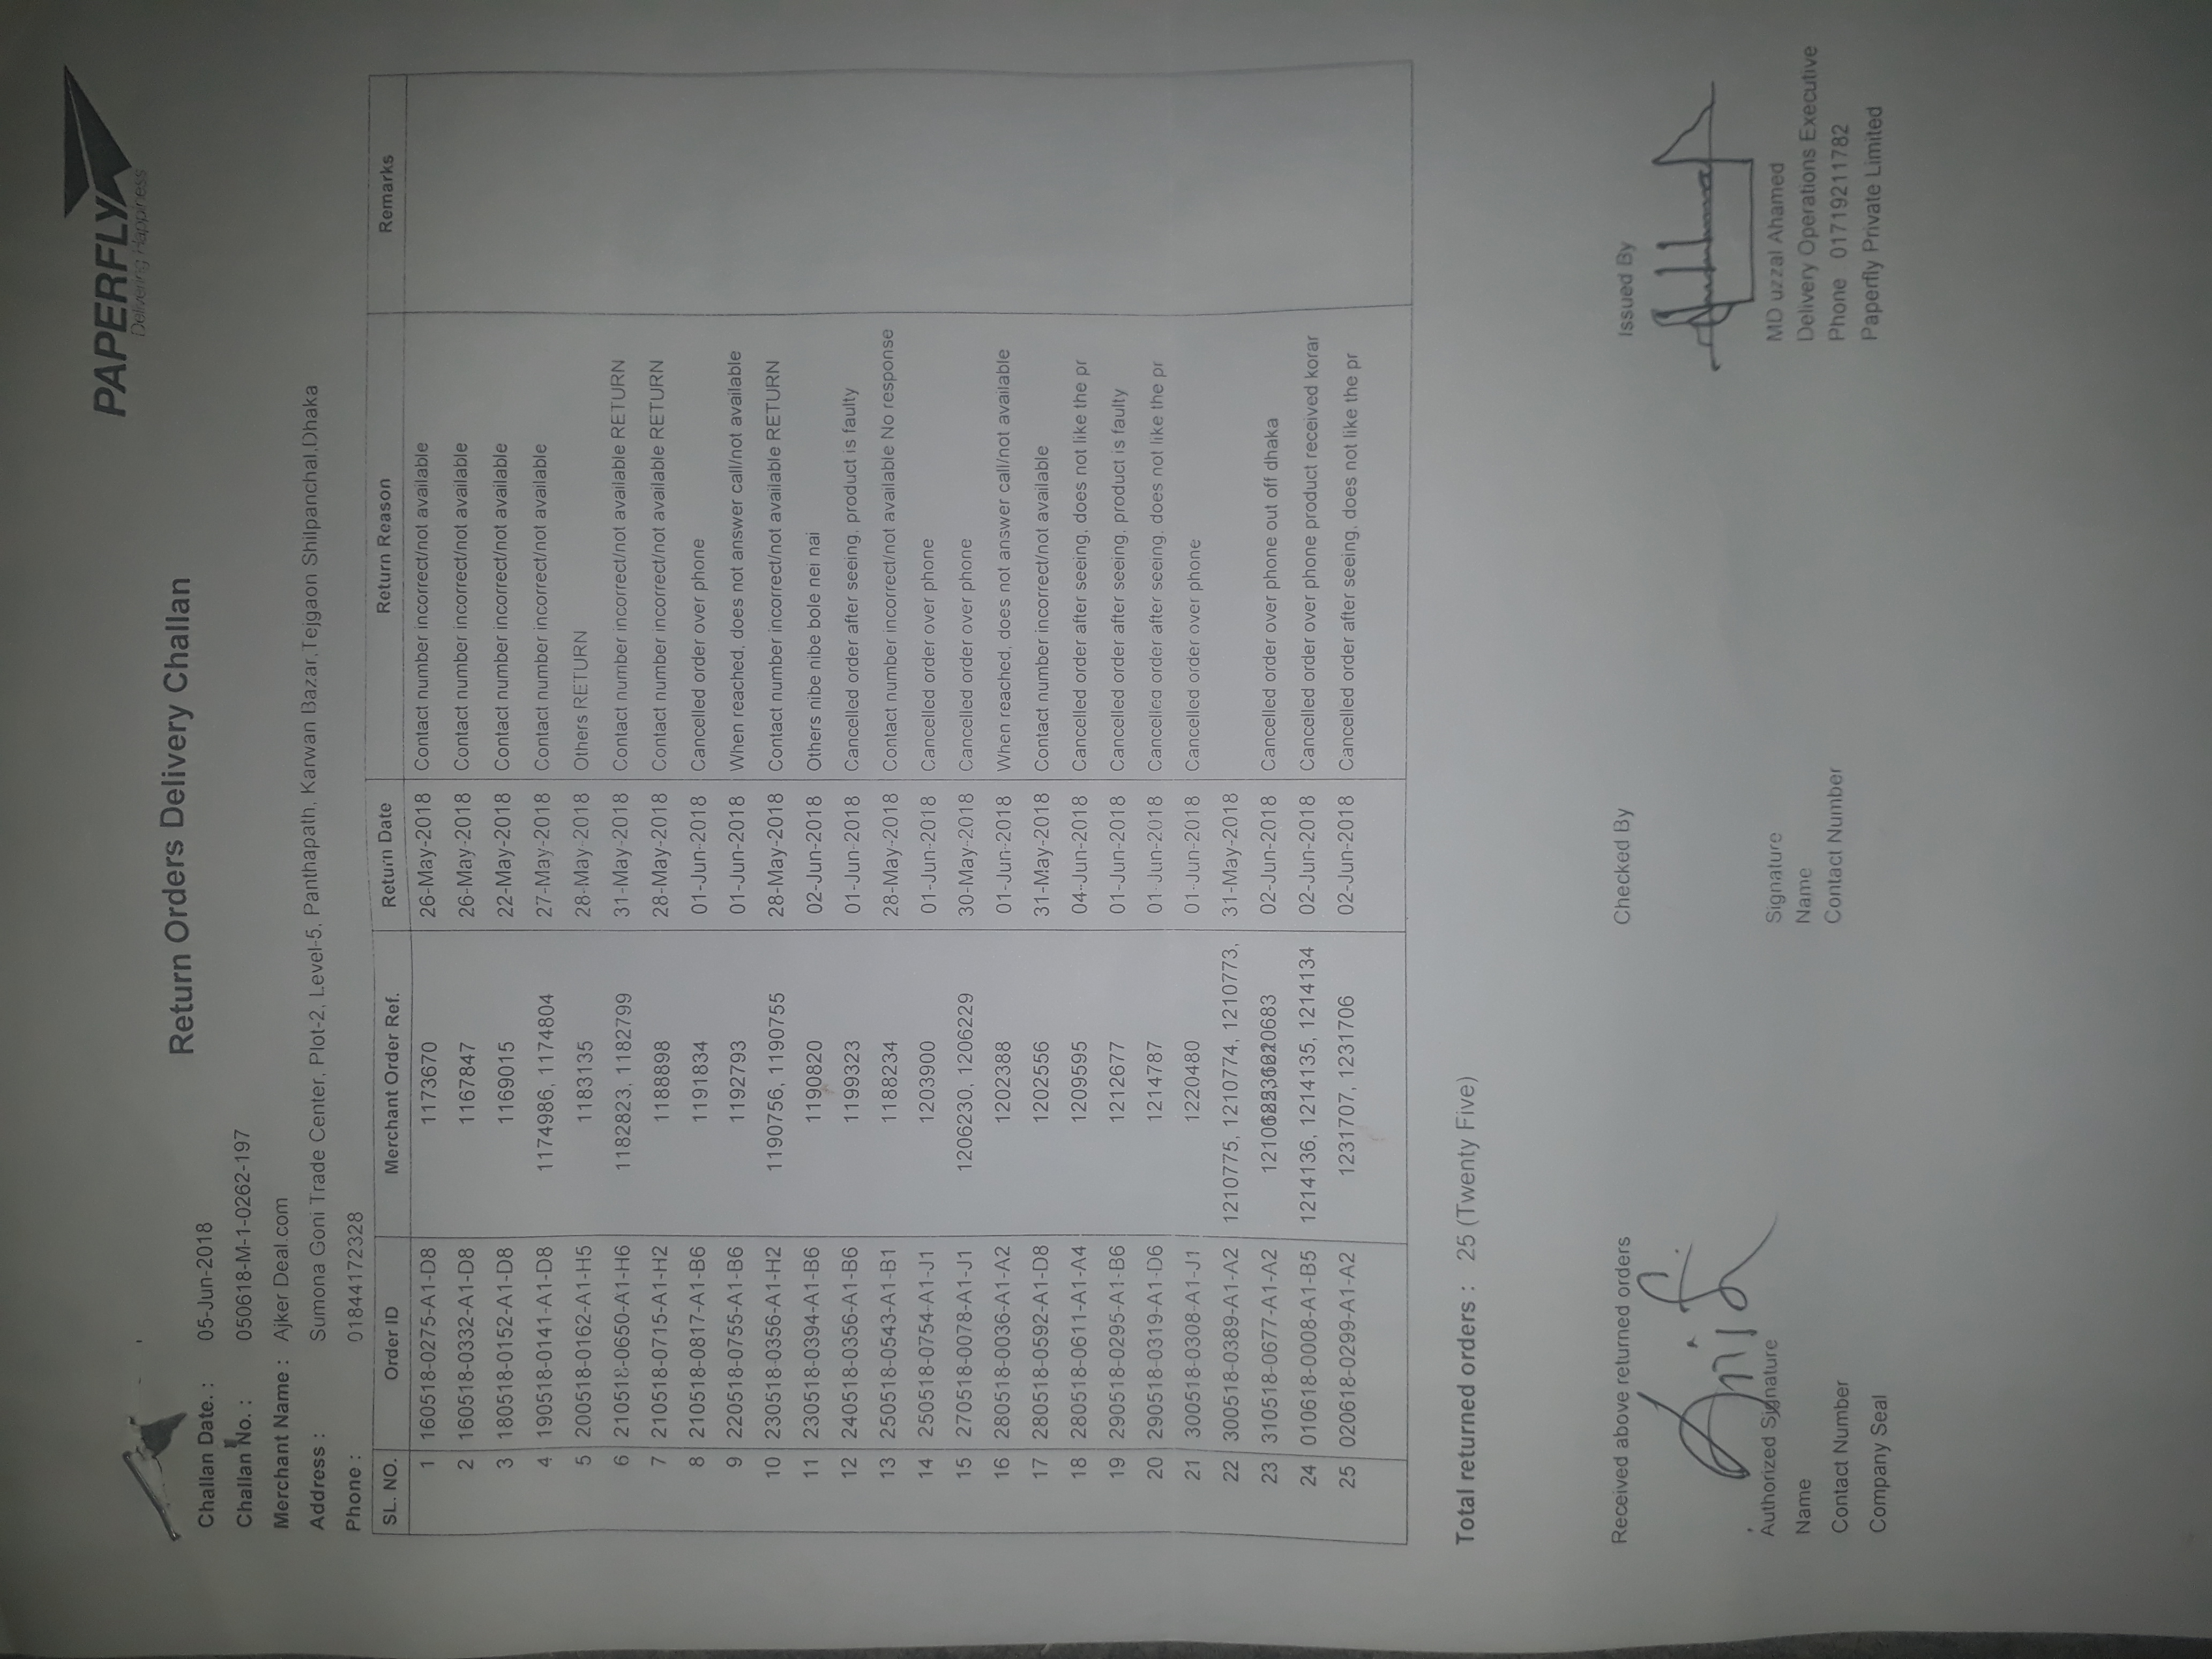 PAPERFLY
Delivering Happiness
Return Orders Delivery Challan
Challan Date. : 05-Jun-2018
Challan No. : 050618-M-1-0262-197
Merchant Name : Ajker Deal.com
Address : Sumona Goni Trade Center, Plot-2, Level-5, Panthapath, Karwan Bazar,Tejgaon Shilpanchal,Dhaka
Phone : 01844172328
SL. NO. Order ID Merchant Order Ref. Return Date Return Reason Remarks
1 160518-0275-A1-D8 1173670 26-May-2018 Contact number incorrect/not available
2 160518-0332-A1-D8 1167847 26-May-2018 Contact number incorrect/not available
3 180518-0152-A1-D8 1169015 22-May-2018 Contact number incorrect/not available
4 190518-0141-A1-D8 1174986, 1174804 27-May-2018 Contact number incorrect/not available
5 200518-0162-A1-H5 1183135 28-May-2018 Others RETURN
6 210518-0650-A1-H6 1182823, 1182799 31-May-2018 Contact number incorrect/not available RETURN
7 210518-0715-A1-H2 1188898 28-May-2018 Contact number incorrect/not available RETURN
8 210518-0817-A1-B6 1191834 01-Jun-2018 Cancelled order over phone
9 220518-0755-A1-B6 1192793 01-Jun-2018 When reached, does not answer call/not available
10 230518-0356-A1-H2 1190756, 1190755 28-May-2018 Contact number incorrect/not available RETURN
11 230518-0394-A1-B6 1190820 02-Jun-2018 Others nibe nibe bole nei nai
12 240518-0356-A1-B6 1199323 01-Jun-2018 Cancelled order after seeing, product is faulty
13 250518-0543-A1-B1 1188234 28-May-2018 Contact number incorrect/not available No response
14 250518-0754-A1-J1 1203900 01-Jun-2018 Cancelled order over phone
15 270518-0078-A1-J1 1206230, 1206229 30-May-2018 Cancelled order over phone
16 280518-0036-A1-A2 1202388 01-Jun-2018 When reached, does not answer call/not available
17 280518-0592-A1-D8 1202556 31-May-2018 Contact number incorrect/not available
18 280518-0611-A1-A4 1209595 04-Jun-2018 Cancelled order after seeing, does not like the pr
19 290518-0295-A1-B6 1212677 01-Jun-2018 Cancelled order after seeing, product is faulty
20 290518-0319-A1-D6 1214787 01-Jun-2018 Cancelled order after seeing, does not like the pr
21 300518-0308-A1-J1 1220480 01-Jun-2018 Cancelled order over phone
22 300518-0389-A1-A2 1210775, 1210774, 1210773, 31-May-2018
23 310518-0677-A1-A2 02-Jun-2018 Cancelled order over phone out off dhaka
24 010618-0008-A1-B5 1214136, 1214135, 1214134 02-Jun-2018 Cancelled order over phone product received korar
25 020618-0299-A1-A2 1231707, 1231706 02-Jun-2018 Cancelled order after seeing, does not like the pr
Total returned orders : 25 (Twenty Five)
Received above returned orders Checked By Issued By
Anif
Authorized Signature Signature MD uzzal Ahamed
Name Name Delivery Operations Executive
Contact Number Contact Number Phone 01719211782
Company Seal Paperfly Private Limited